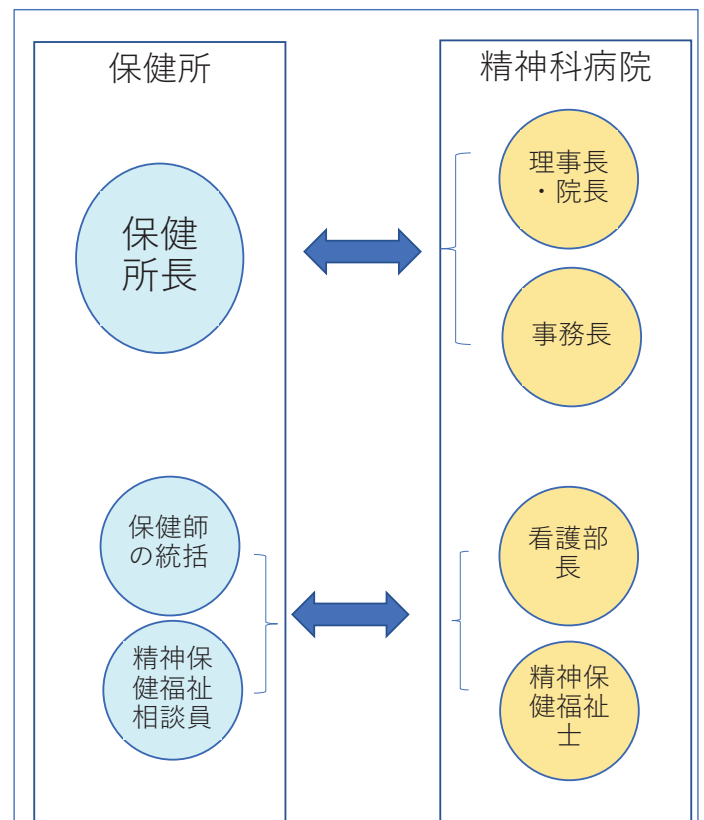 保健所
精神科病院
保健
所長
理事長
・院長
事務長
保健師
の統括
精神保
健福祉
相談員
看護部
長
精神保
健福祉
士